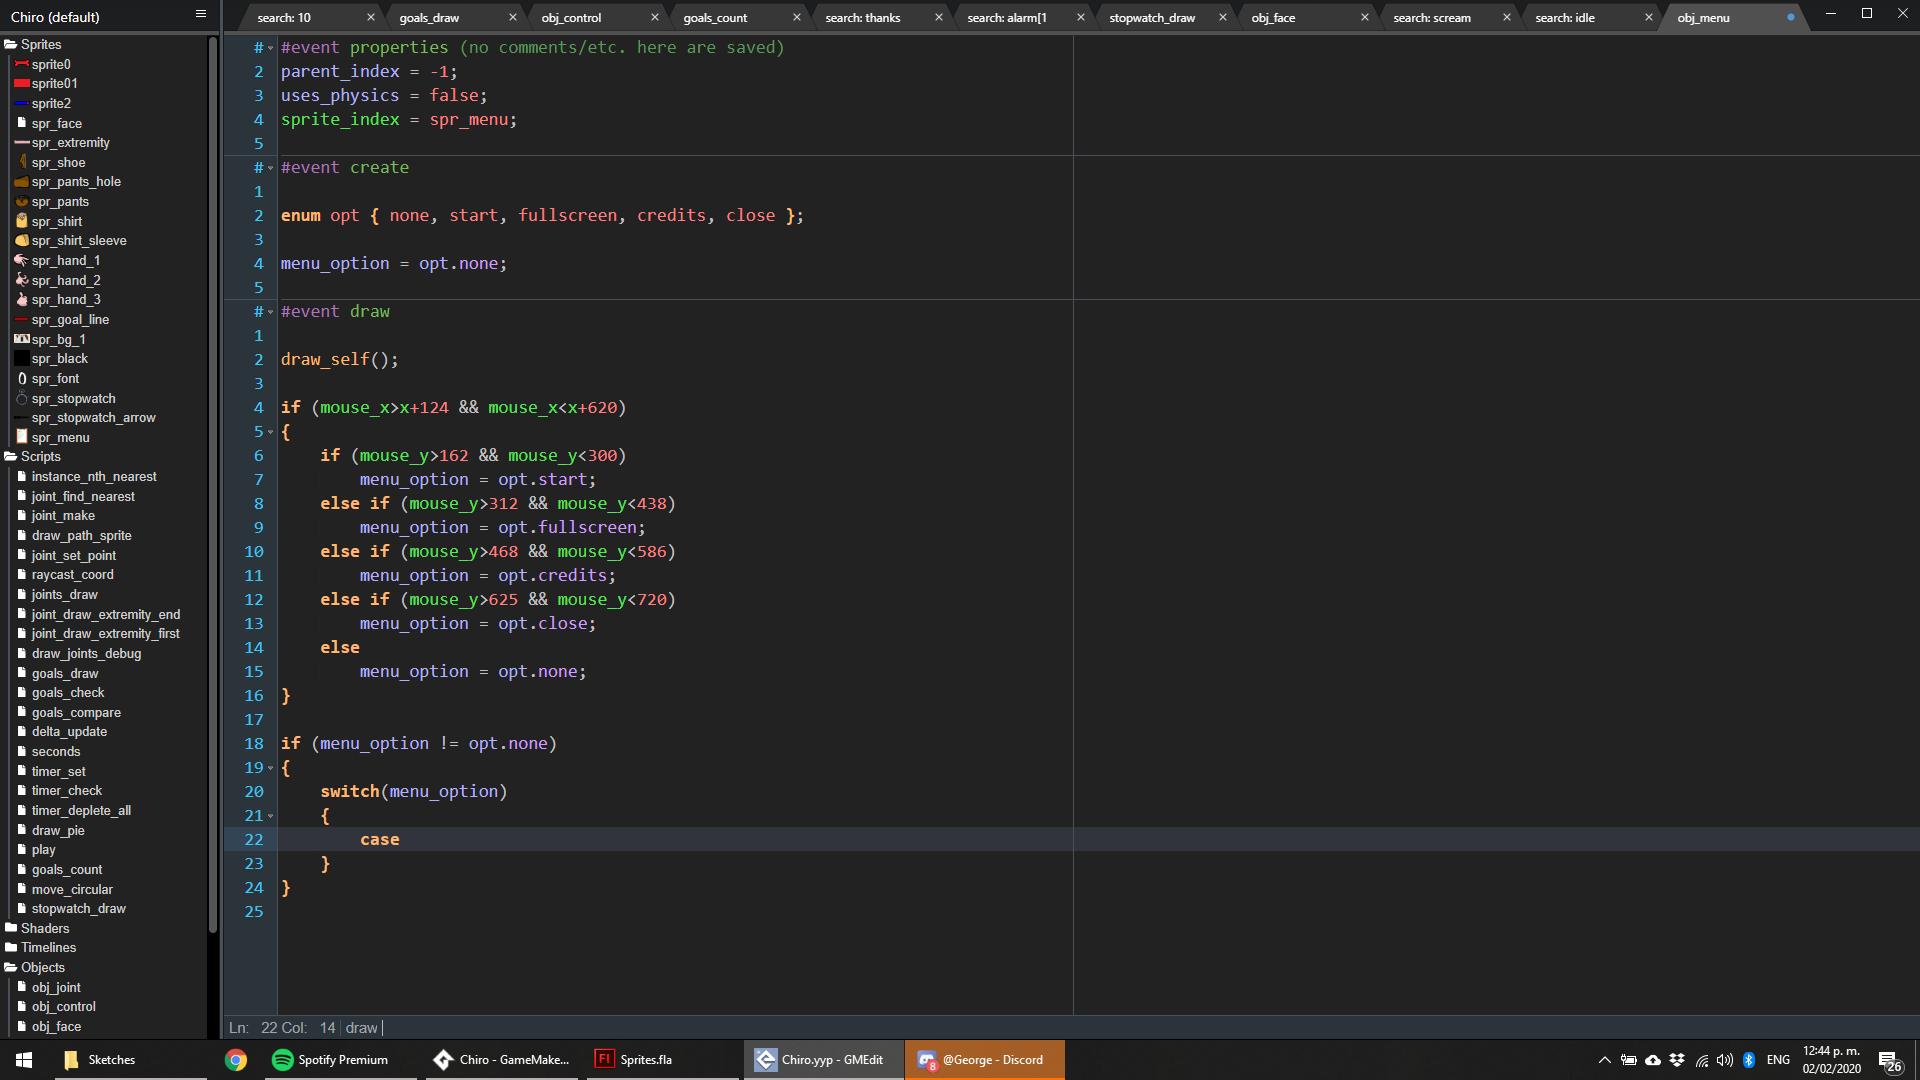 Chiro (default)
search: 10
goals_draw
obj_control
goals_count
search: thanks
search: alarm[1
stopwatch_draw
obj_face
search: scream
search: idle
obj_menu
Sprites
sprite0
sprite01
sprite2
spr_face
spr_extremity
spr_shoe
spr_pants_hole
spr_pants
spr_shirt
spr_shirt_sleeve
spr_hand_1
spr_hand_2
spr_hand_3
spr_goal_line
spr_bg_1
spr_black
spr_font
spr_stopwatch
spr_stopwatch_arrow
spr_menu
Scripts
instance_nth_nearest
joint_find_nearest
joint_make
draw_path_sprite
joint_set_point
raycast_coord
joints_draw
joint_draw_extremity_end
joint_draw_extremity_first
draw_joints_debug
goals_draw
goals_check
goals_compare
delta_update
seconds
timer_set
timer_check
timer_deplete_all
draw_pie
play
goals_count
move_circular
stopwatch_draw
Shaders
Timelines
Objects
obj_joint
obj_control
obj_face
# #event properties (no comments/etc. here are saved)
2 parent_index = -1;
3 uses_physics = false;
4 sprite_index = spr_menu;
5
# #event create
1
2 enum opt { none, start, fullscreen, credits, close };
3
4 menu_option = opt.none;
5
# #event draw
1
2 draw_self();
3
4 if (mouse_x>x+124 && mouse_x<x+620)
5 {
6 if (mouse_y>162 && mouse_y<300)
7 menu_option = opt.start;
8 else if (mouse_y>312 && mouse_y<438)
9 menu_option = opt.fullscreen;
10 else if (mouse_y>468 && mouse_y<586)
11 menu_option = opt.credits;
12 else if (mouse_y>625 && mouse_y<720)
13 menu_option = opt.close;
14 else
15 menu_option = opt.none;
16 }
17
18 if (menu_option != opt.none)
19 {
20 switch(menu_option)
21 {
22 case
23 }
24 }
25
Ln: 22 Col: 14 draw
Sketches
Spotify Premium
Chiro - GameMake...
Fl
Sprites.fla
Chiro.yyp - GMEdit
8
@George - Discord
ENG
12:44 p. m.
02/02/2020
26